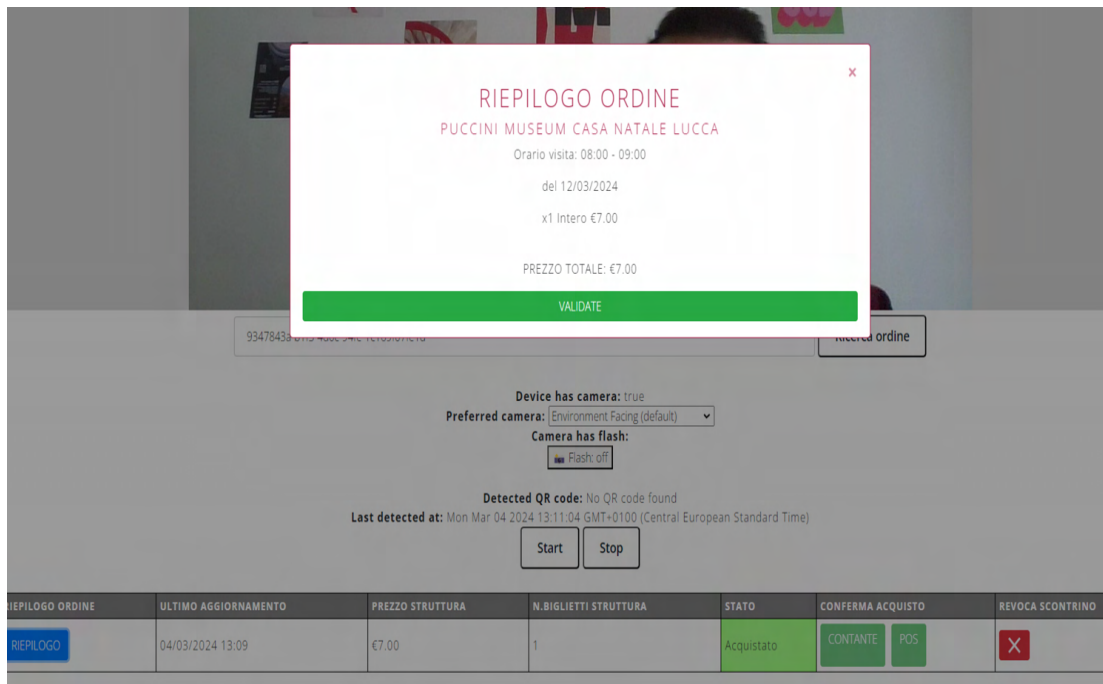 ×
RIEPILOGO ORDINE
PUCCINI MUSEUM CASA NATALE LUCCA
Orario visita: 08:00 - 09:00
del 12/03/2024
x1 Intero €7.00
PREZZO TOTALE: €7.00
VALIDATE
ordine
Device has camera: true
Preferred camera: Environment Facing (default)
Camera has flash:
Flash: off
Detected QR code: No QR code found
Last detected at: Mon Mar 04 2024 13:11:04 GMT+0100 (Central European Standard Time)
Start Stop
RIEPILOGO ORDINE ULTIMO AGGIORNAMENTO PREZZO STRUTTURA N.BIGLIETTI STRUTTURA STATO CONFERMA ACQUISTO REVOCA SCONTRINO
RIEPILOGO 04/03/2024 13:09 €7.00 1 Acquistato CONTANTE POS X